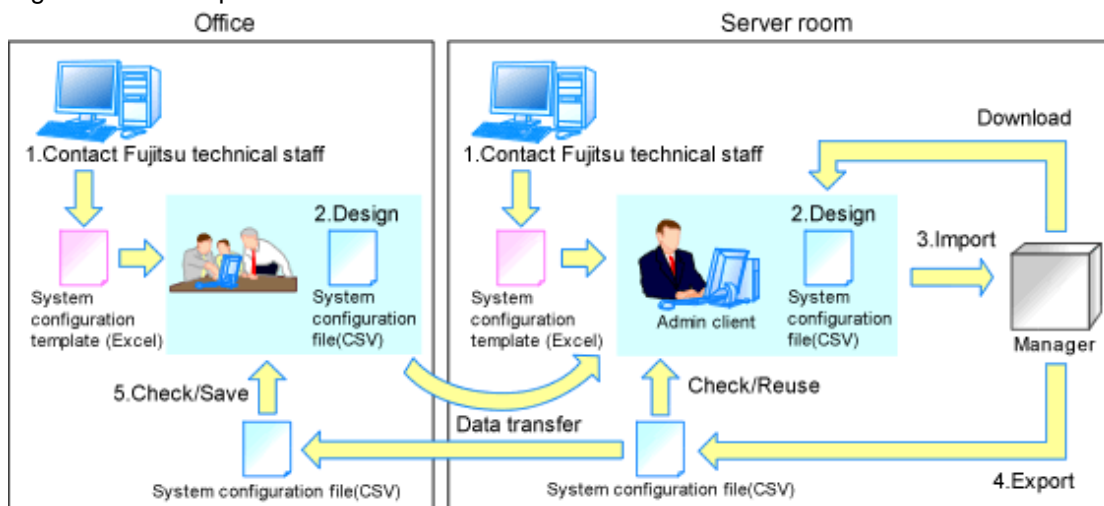 Office
Server room
1.Contact Fujitsu technical staff
2.Design
System
configuration
template (Excel)
System
configuration
file(CSV)
5.Check/Save
System configuration file(CSV)
Data transfer
1.Contact Fujitsu technical staff
Download
2.Design
3.Import
System
configuration
template (Excel)
Admin client
System
configuration
file(CSV)
Manager
Check/Reuse
System configuration file(CSV)
4.Export